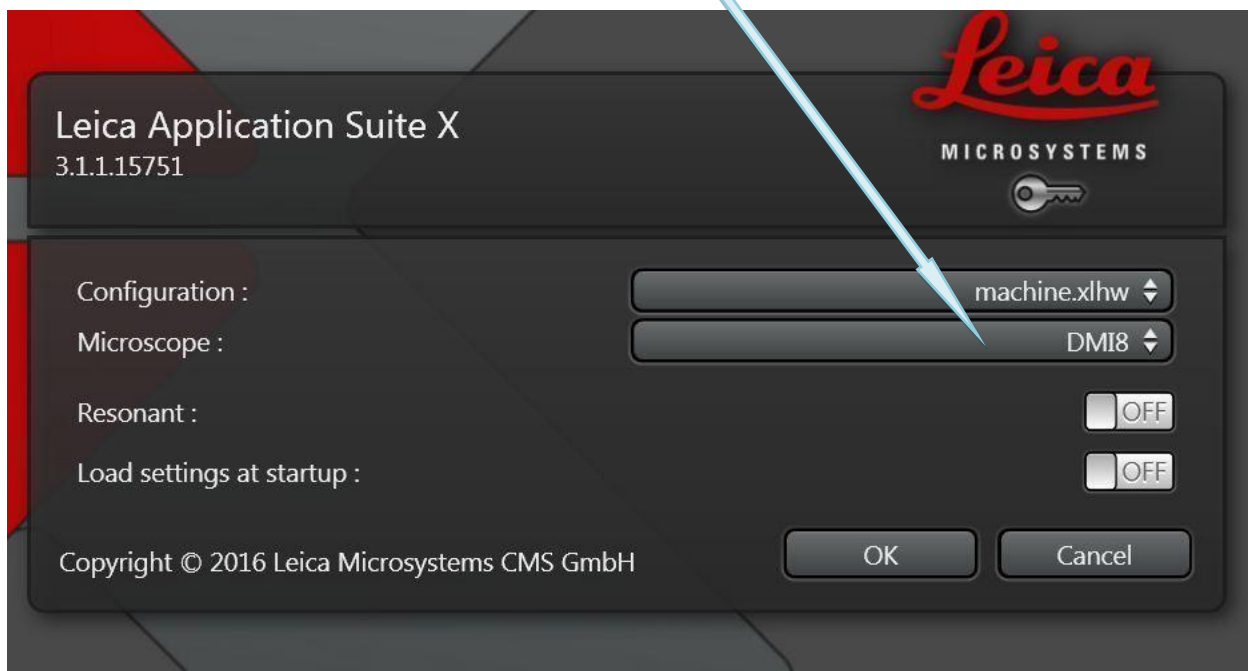 Leica
MICROSYSTEMS
Leica Application Suite X
3.1.1.15751
Configuration : machine.xlhw
Microscope : DMI8
Resonant : OFF
Load settings at startup : OFF
Copyright © 2016 Leica Microsystems CMS GmbH OK Cancel